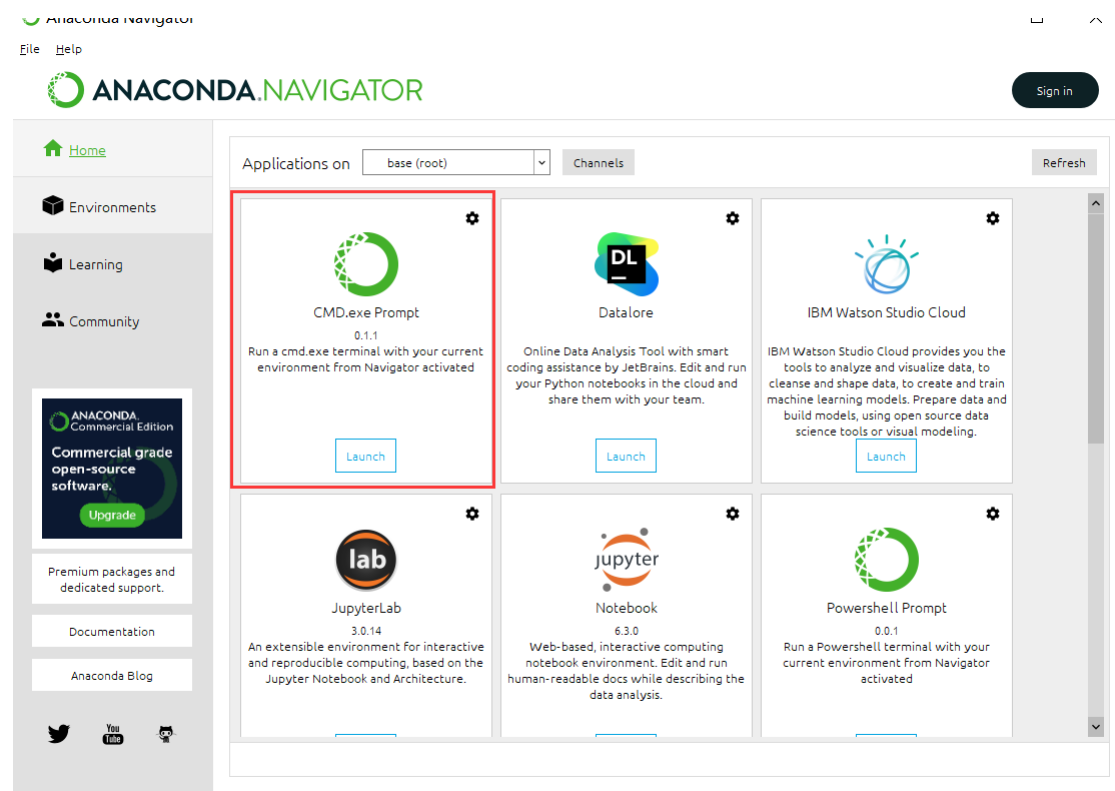 Anaconda Navigator
File Help
ANACONDA.NAVIGATOR
Sign in
Home
Environments
Learning
Community
ANACONDA.
Commercial Edition
Commercial grade
open-source
software.
Upgrade
Premium packages and
dedicated support.
Documentation
Anaconda Blog
You
Tube
Applications on base (root) Channels Refresh
CMD.exe Prompt
0.1.1
Run a cmd.exe terminal with your current
environment from Navigator activated
Launch
DL
Datalore
Online Data Analysis Tool with smart
coding assistance by JetBrains. Edit and run
your Python notebooks in the cloud and
share them with your team.
Launch
IBM Watson Studio Cloud
IBM Watson Studio Cloud provides you the
tools to analyze and visualize data, to
cleanse and shape data, to create and train
machine learning models. Prepare data and
build models, using open source data
science tools or visual modeling.
Launch
lab
JupyterLab
3.0.14
An extensible environment for interactive
and reproducible computing, based on the
Jupyter Notebook and Architecture.
jupyter
Notebook
6.3.0
Web-based, interactive computing
notebook environment. Edit and run
human-readable docs while describing the
data analysis.
Powershell Prompt
0.0.1
Run a Powershell terminal with your
current environment from Navigator
activated